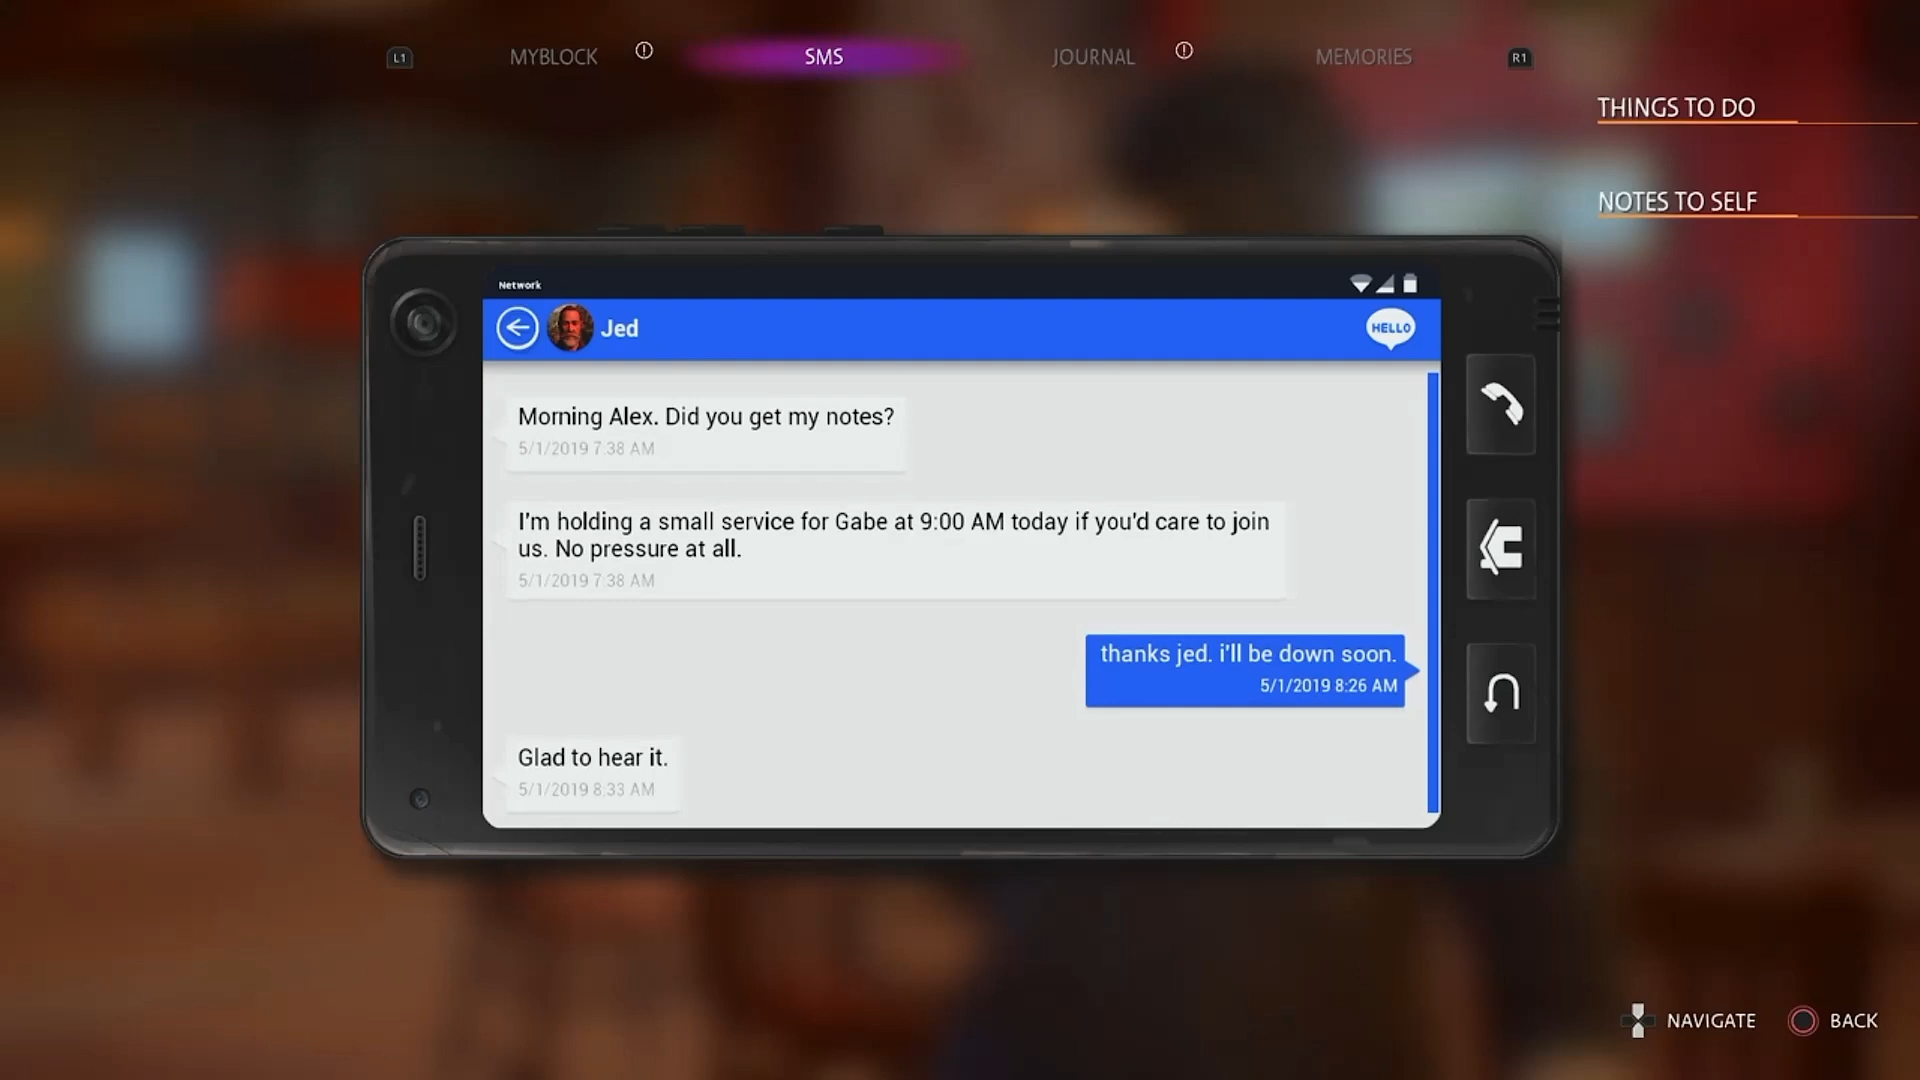 L1
MYBLOCK
SMS
JOURNAL
MEMORIES
R1
THINGS TO DO
NOTES TO SELF
Network
Jed
HELLO
Morning Alex. Did you get my notes?
5/1/2019 7:38 AM
I'm holding a small service for Gabe at 9:00 AM today if you'd care to join
us. No pressure at all.
5/1/2019 7:38 AM
thanks jed. i'll be down soon.
5/1/2019 8:26 AM
Glad to hear it.
5/1/2019 8:33 AM
NAVIGATE
BACK